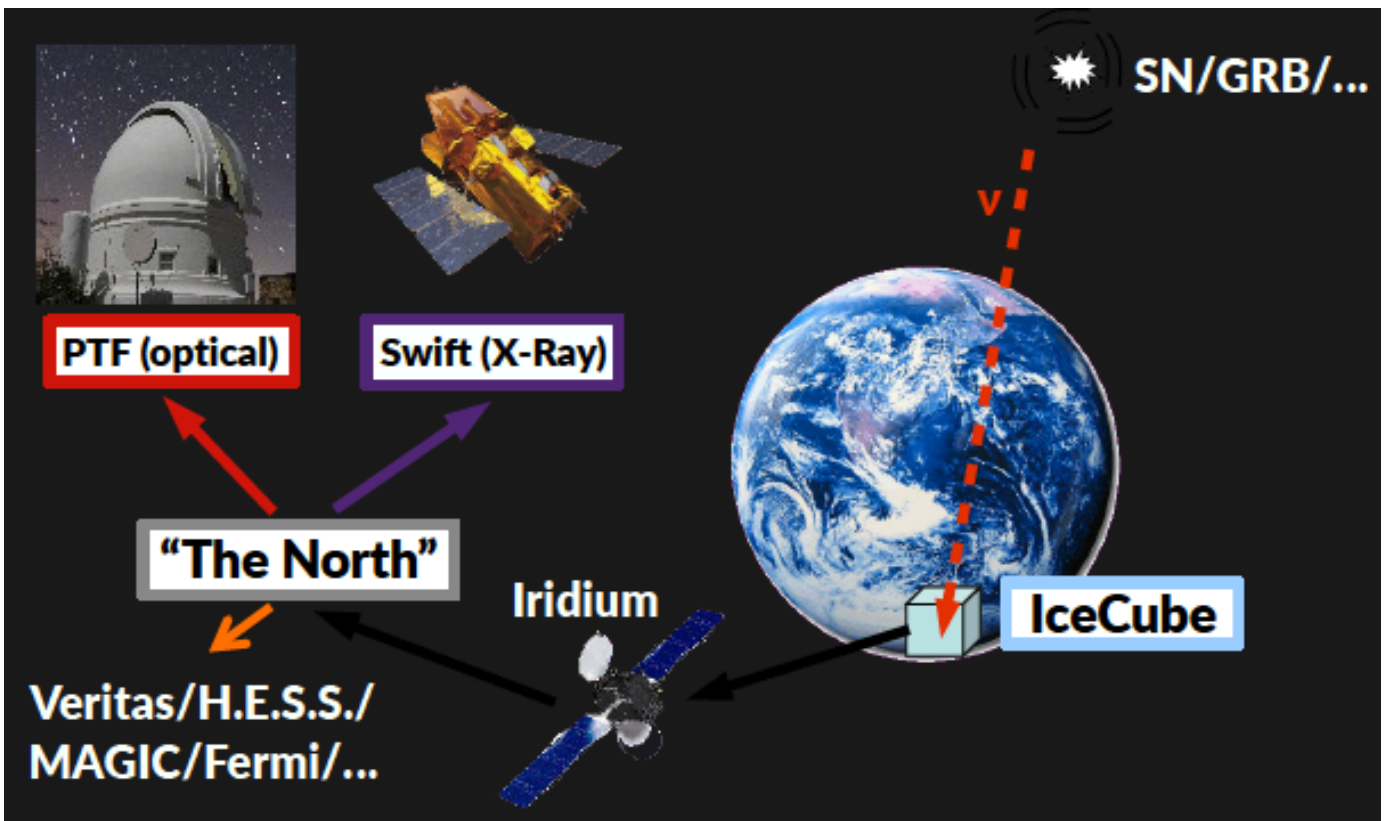 SN/GRB/...
ν
PTF (optical)
Swift (X-Ray)
“The North”
Iridium
IceCube
Veritas/H.E.S.S./
MAGIC/Fermi/...